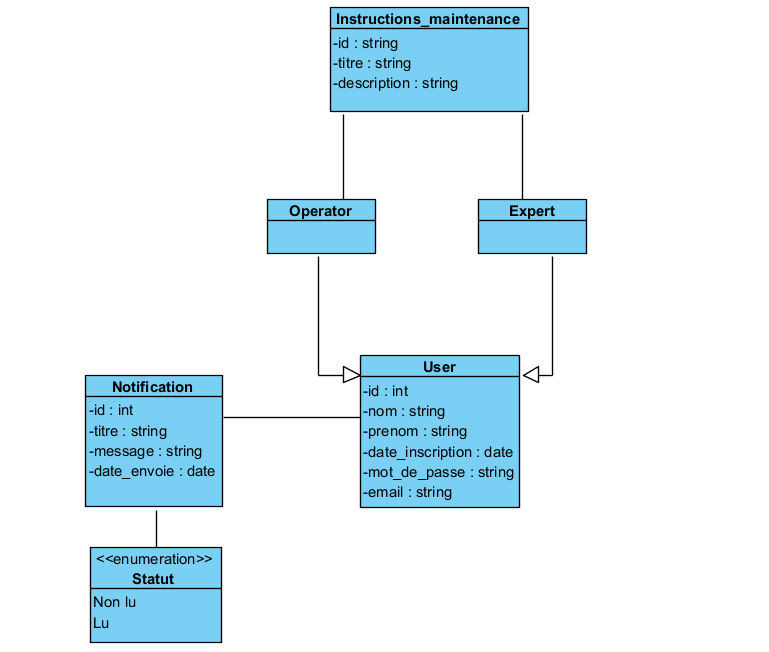 Instructions_maintenance
-id : string
-titre : string
-description : string
Operator
Expert
User
-id : int
-nom : string
-prenom : string
-date_inscription : date
-mot_de_passe : string
-email : string
Notification
-id : int
-titre : string
-message : string
-date_envoie : date
<<enumeration>>
Statut
Non lu
Lu